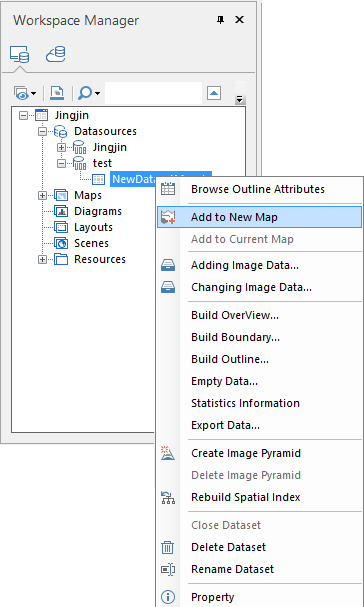 Workspace Manager
Jingjin
Datasources
Jingjin
test
Maps
Diagrams
Layouts
Scenes
Resources
Browse Outline Attributes
Add to New Map
Add to Current Map
Adding Image Data...
Changing Image Data...
Build OverView...
Build Boundary...
Build Outline...
Empty Data...
Statistics Information
Export Data...
Create Image Pyramid
Delete Image Pyramid
Rebuild Spatial Index
Close Dataset
Delete Dataset
Rename Dataset
Property